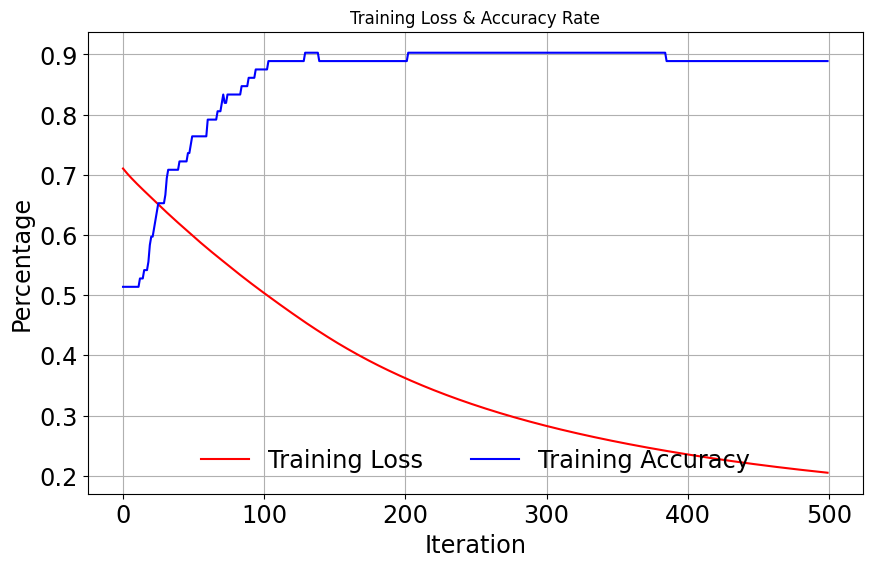 Training Loss & Accuracy Rate
Percentage
0.9
0.8
0.7
0.6
0.5
0.4
0.3
0.2
Training Loss
Training Accuracy
0 100 200 300 400 500
Iteration